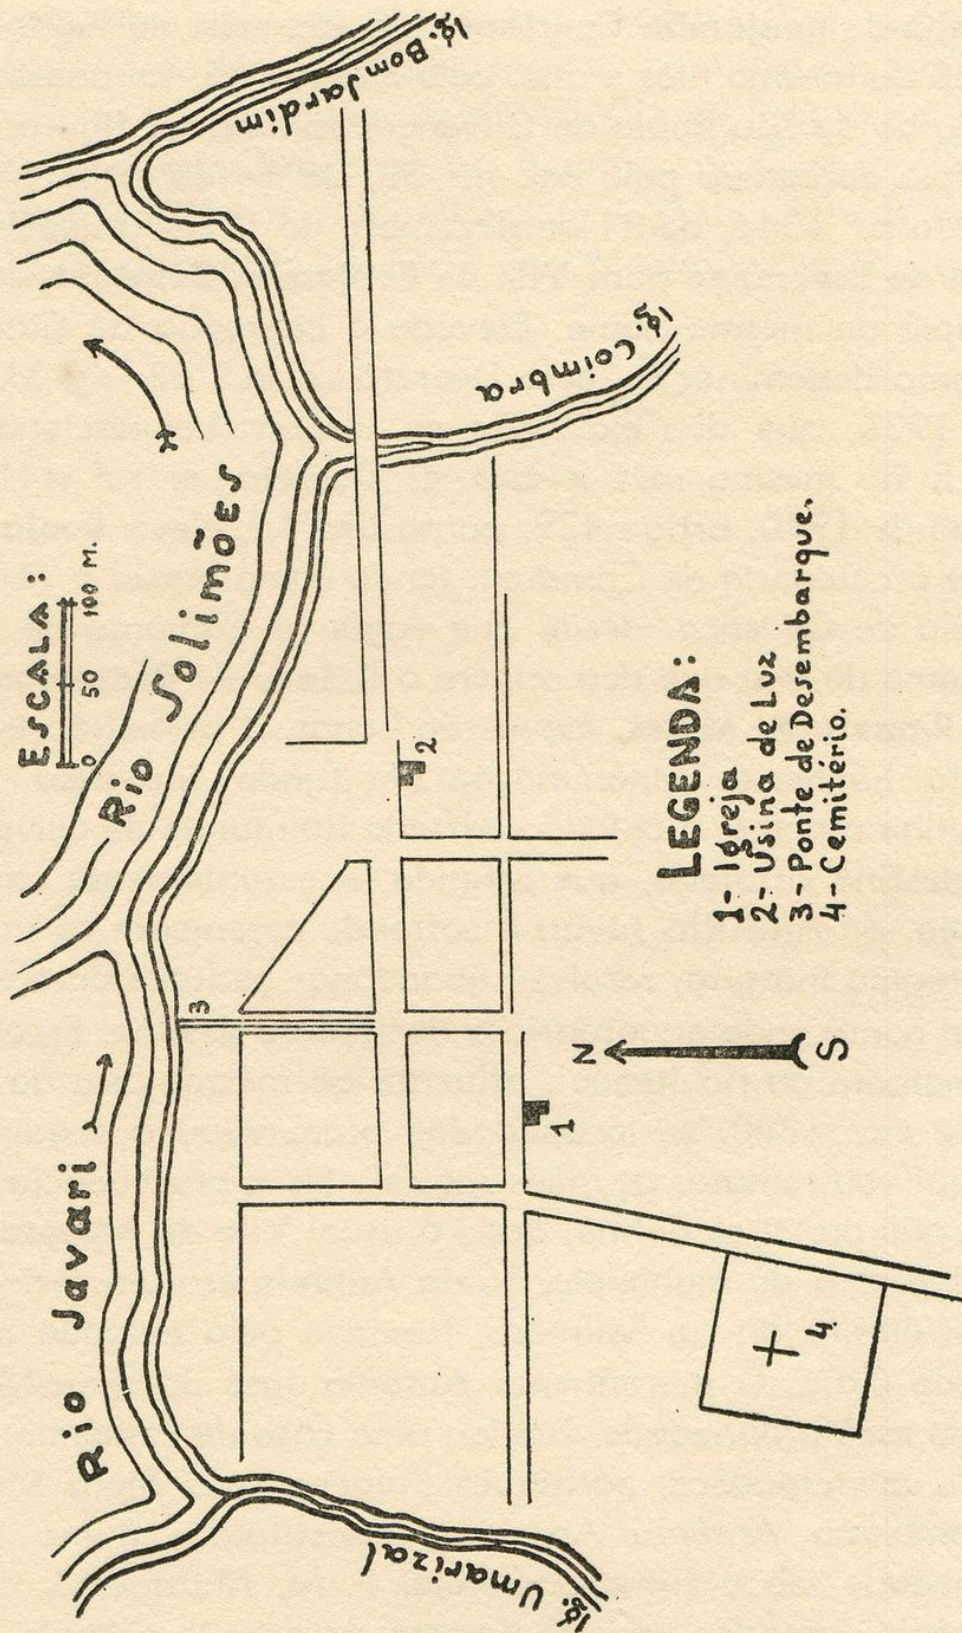 ESCALA:
0 50 100 M.
Rio Javari
Rio Solimões
Ig. Bom Jardim
Ig. Coimbra
Ig. Umarizal
3
2
1
4
N
S
LEGENDA:
1- Igreja
2- Usina de Luz
3- Ponte de Desembarque.
4- Cemitério.